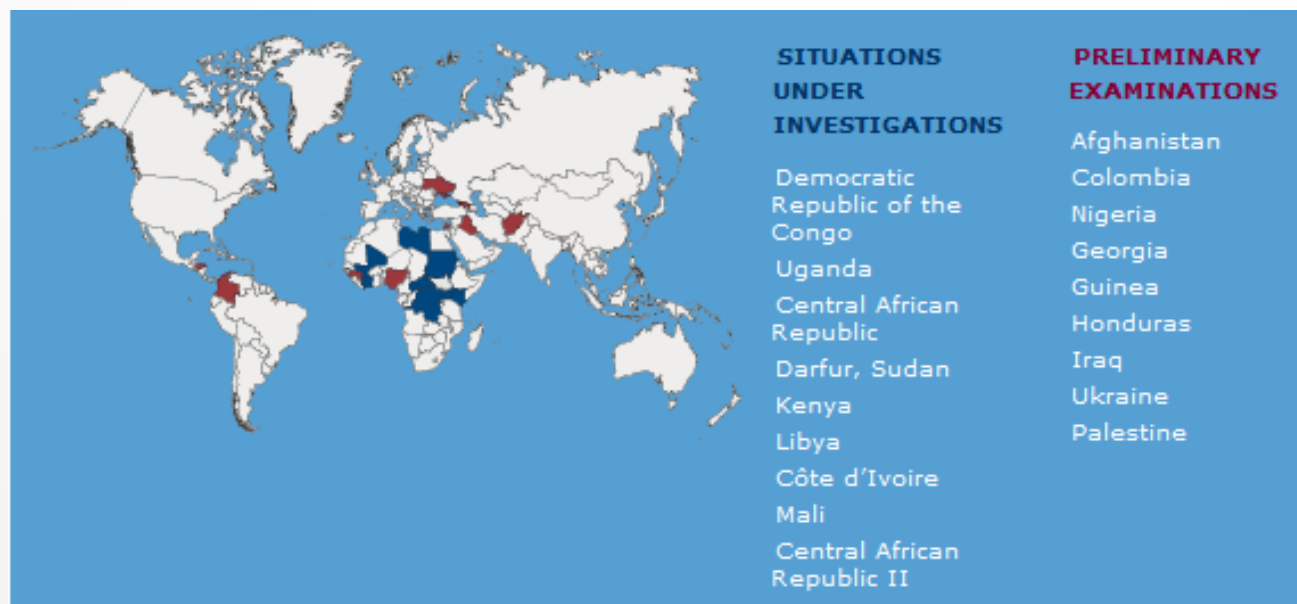 SITUATIONS
UNDER
INVESTIGATIONS
Democratic
Republic of the
Congo
Uganda
Central African
Republic
Darfur, Sudan
Kenya
Libya
Côte d’Ivoire
Mali
Central African
Republic II
PRELIMINARY
EXAMINATIONS
Afghanistan
Colombia
Nigeria
Georgia
Guinea
Honduras
Iraq
Ukraine
Palestine